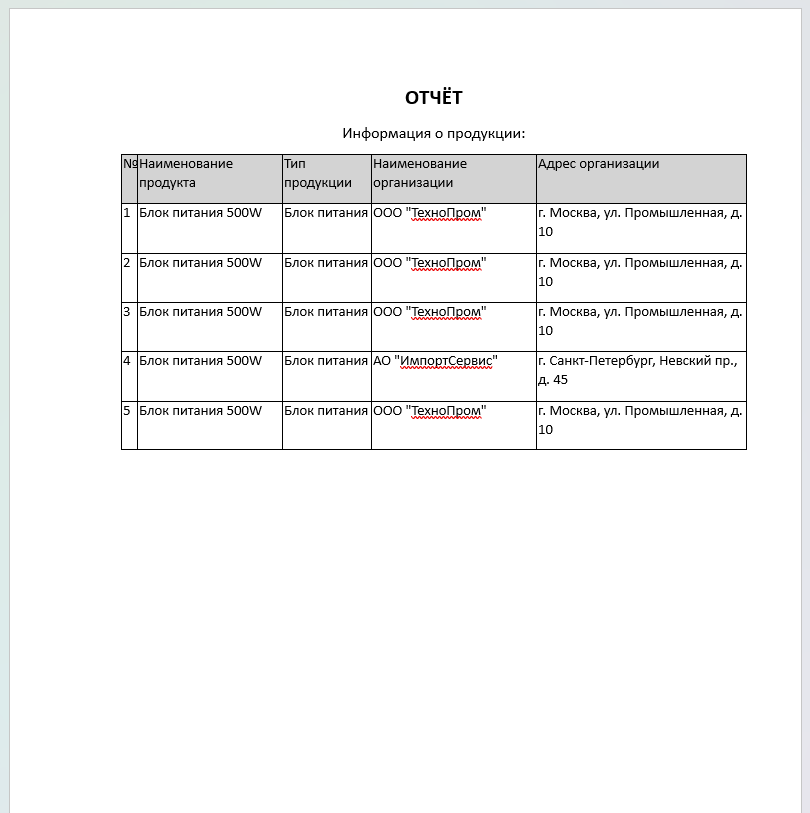 ОТЧЁТ
Информация о продукции:
№ Наименование продукта Тип продукции Наименование организации Адрес организации
1 Блок питания 500W Блок питания ООО "ТехноПром" г. Москва, ул. Промышленная, д. 10
2 Блок питания 500W Блок питания ООО "ТехноПром" г. Москва, ул. Промышленная, д. 10
3 Блок питания 500W Блок питания ООО "ТехноПром" г. Москва, ул. Промышленная, д. 10
4 Блок питания 500W Блок питания АО "ИмпортСервис" г. Санкт-Петербург, Невский пр., д. 45
5 Блок питания 500W Блок питания ООО "ТехноПром" г. Москва, ул. Промышленная, д. 10